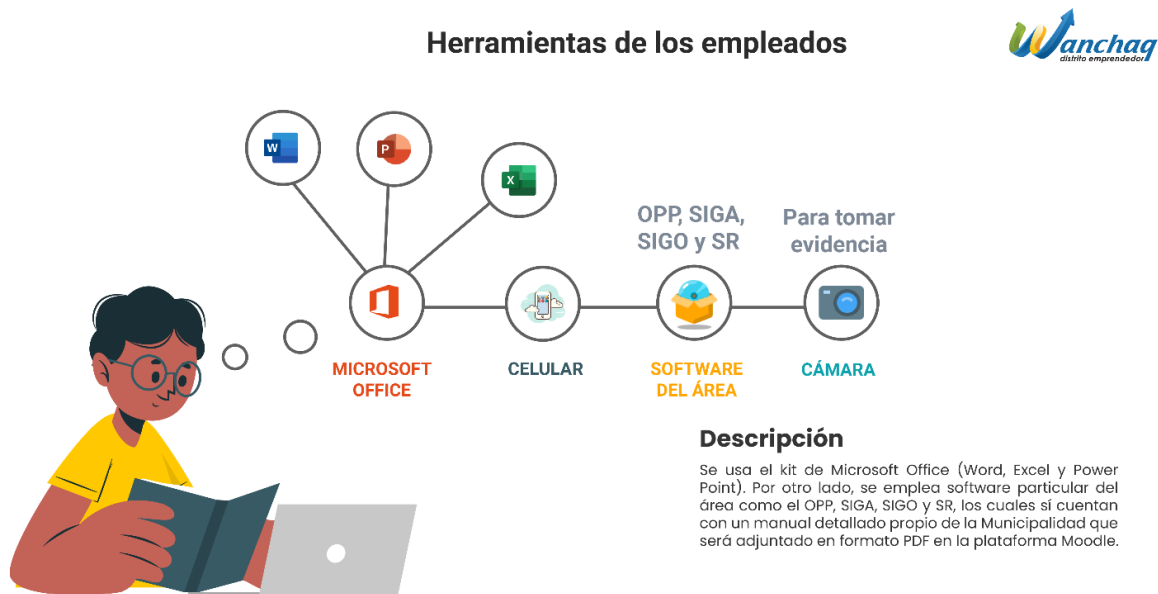 Herramientas de los empleados
Wanchaq
distrito emprendedor
W
P
X
OPP, SIGA,
SIGO y SR
Para tomar
evidencia
MICROSOFT
OFFICE
CELULAR
SOFTWARE
DEL ÁREA
CÁMARA
Descripción
Se usa el kit de Microsoft Office (Word, Excel y Power
Point). Por otro lado, se emplea software particular del
área como el OPP, SIGA, SIGO y SR, los cuales sí cuentan
con un manual detallado propio de la Municipalidad que
será adjuntado en formato PDF en la plataforma Moodle.